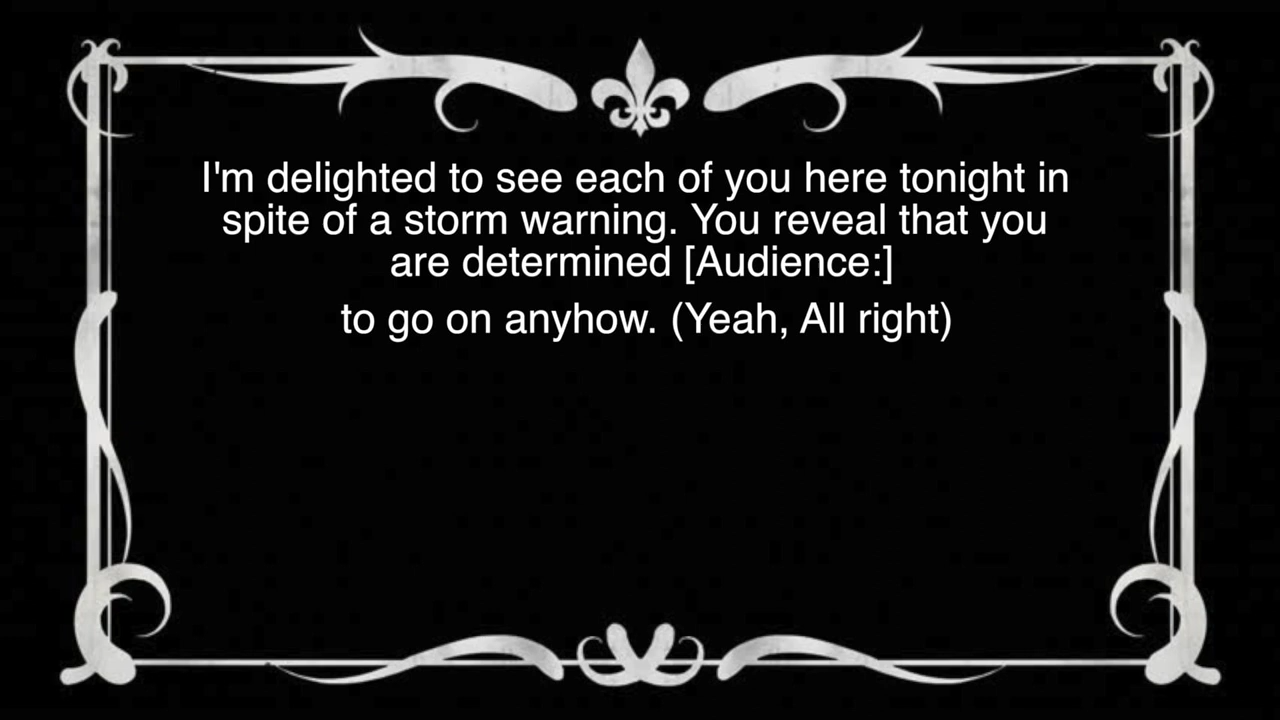 I'm delighted to see each of you here tonight in
spite of a storm warning. You reveal that you
are determined [Audience:]
to go on anyhow. (Yeah, All right)